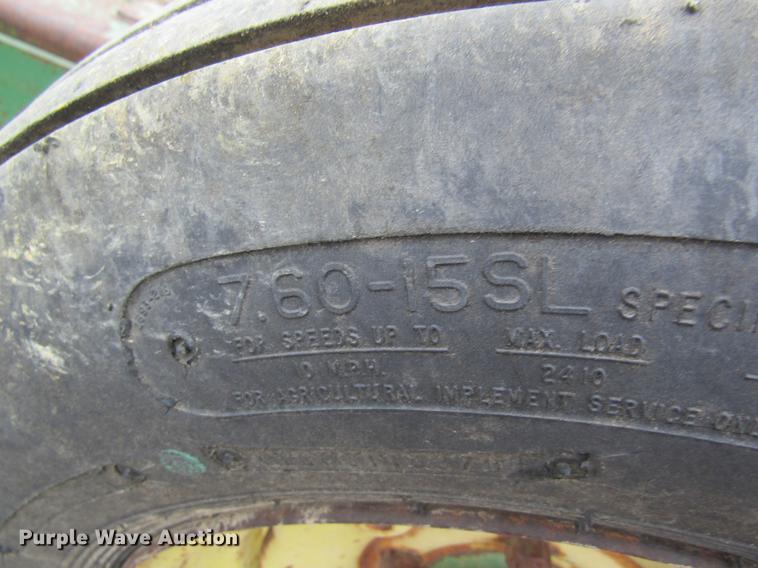 7.60-15SL SPECI
FOR SPEEDS UP TO MAX. LOAD
10 M.P.H. 2410
FOR AGRICULTURAL IMPLEMENT SERVICE ONL
Purple Wave Auction